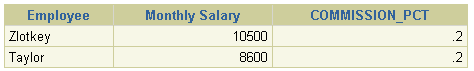 Employee Monthly Salary COMMISSION_PCT
Zlotkey 10500 .2
Taylor 8600 .2